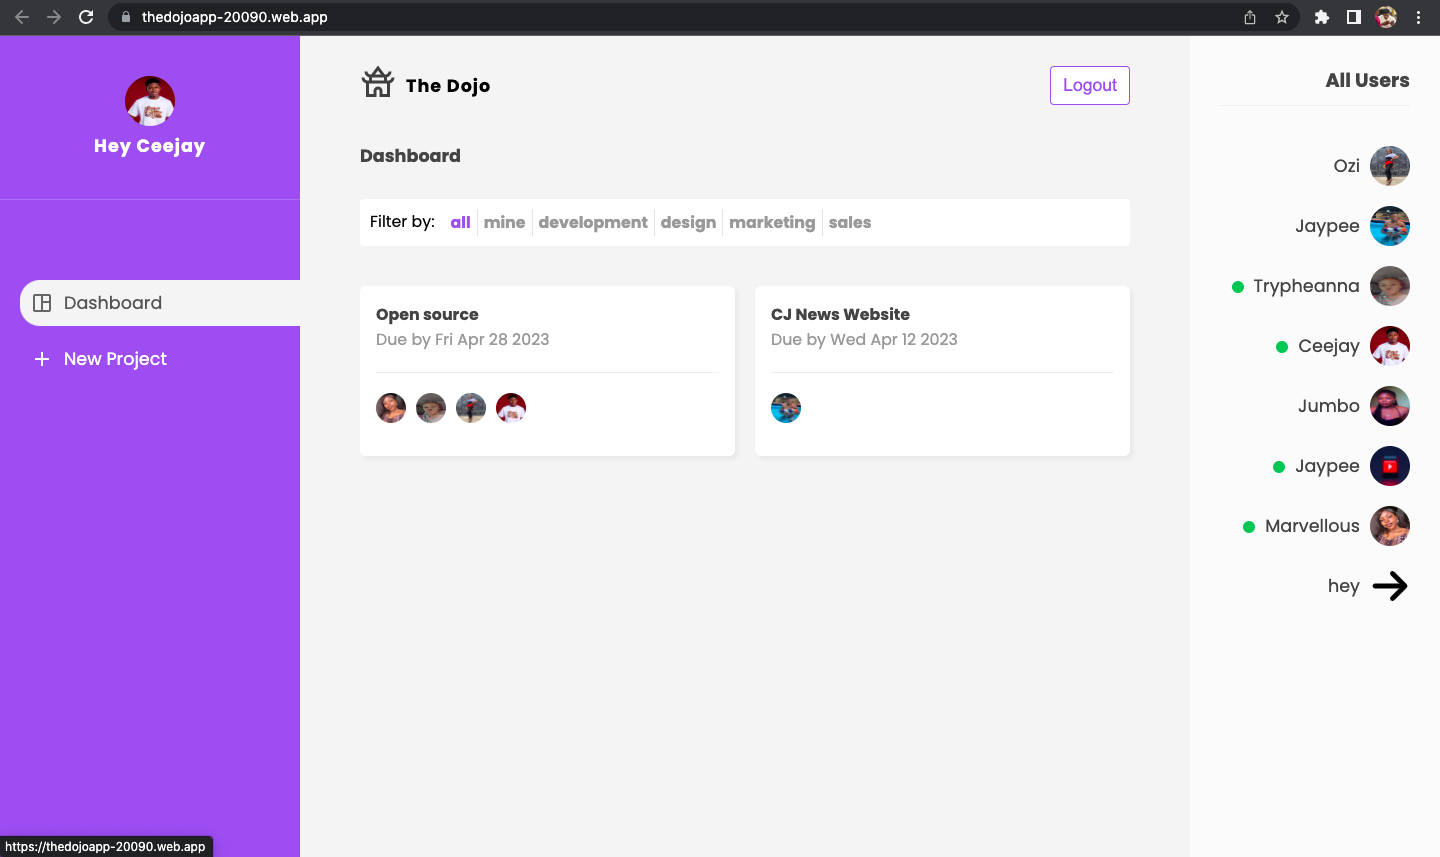 thedojoapp-20090.web.app
Hey Ceejay
Dashboard
New Project
The Dojo
Logout
Dashboard
Filter by: all mine development design marketing sales
Open source
Due by Fri Apr 28 2023
CJ News Website
Due by Wed Apr 12 2023
All Users
Ozi
Jaypee
Trypheanna
Ceejay
Jumbo
Jaypee
Marvellous
hey
https://thedojoapp-20090.web.app